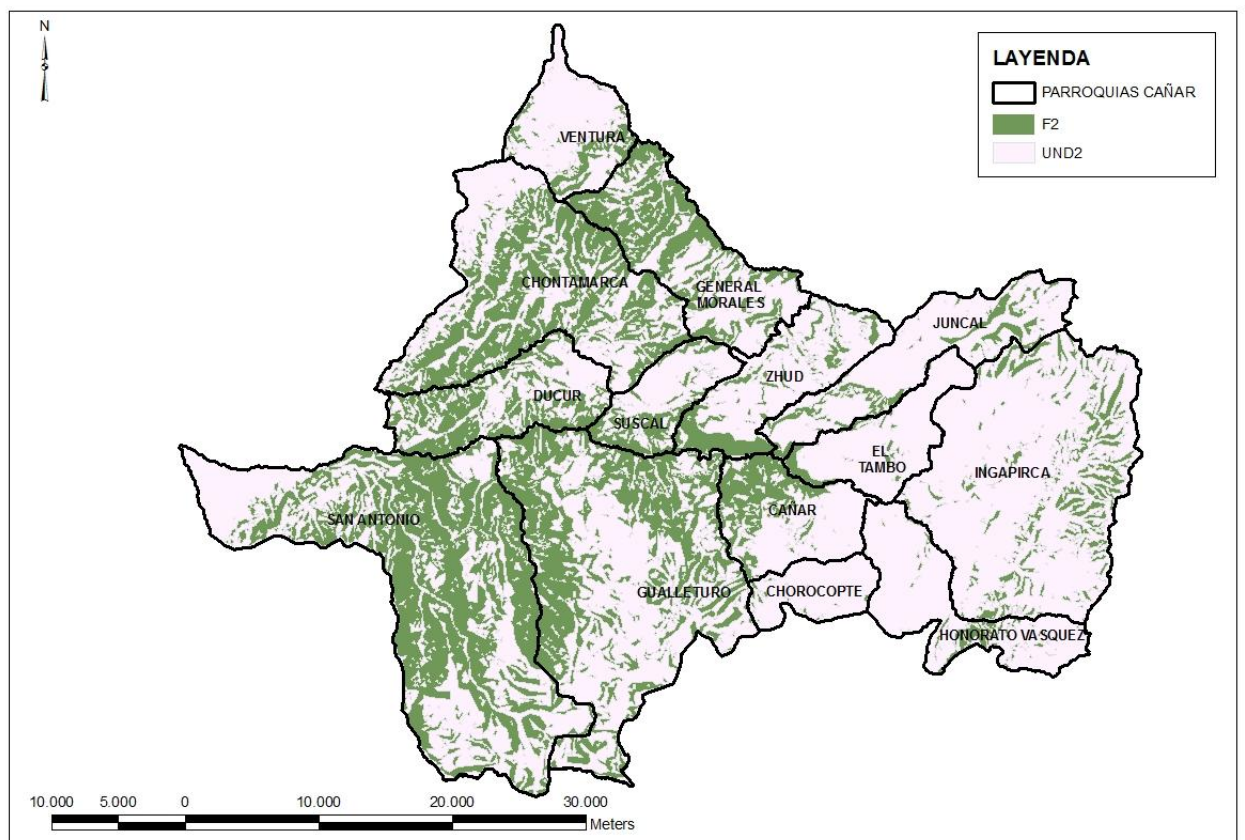 N
LAYENDA
PARROQUIAS CAÑAR
F2
UND2
VENTURA
CHONTAMARCA
GENERAL
MORALES
JUNCAL
ZHUD
DUCUR
SUSCAL
EL
TAMBO
INGAPIRCA
SAN ANTONIO
CAÑAR
GUALLETURO
CHOROCOPTE
HONORATO VASQUEZ
10.000 5.000 0 10.000 20.000 30.000
Meters